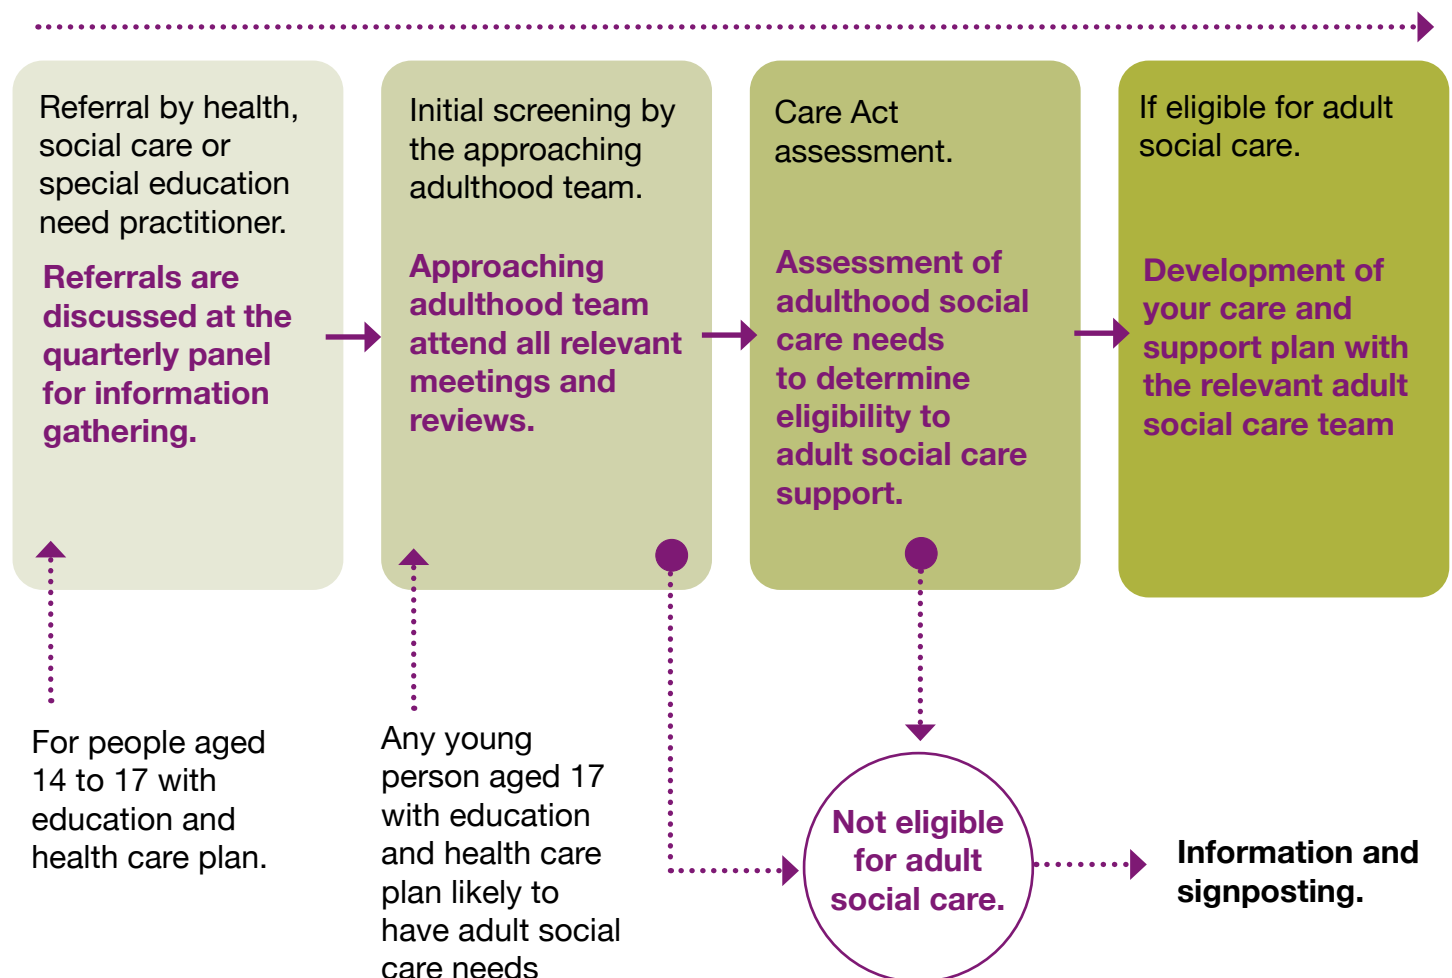 Referral by health,
social care or
special education
need practitioner.
Referrals are
discussed at the
quarterly panel
for information
gathering.
Initial screening by
the approaching
adulthood team.
Approaching
adulthood team
attend all relevant
meetings and
reviews.
Care Act
assessment.
Assessment of
adulthood social
care needs
to determine
eligibility to
adult social care
support.
If eligible for adult
social care.
Development of
your care and
support plan with
the relevant adult
social care team
For people aged
14 to 17 with
education and
health care plan.
Any young
person aged 17
with education
and health care
plan likely to
have adult social
care needs
Not eligible
for adult
social care.
Information and
signposting.